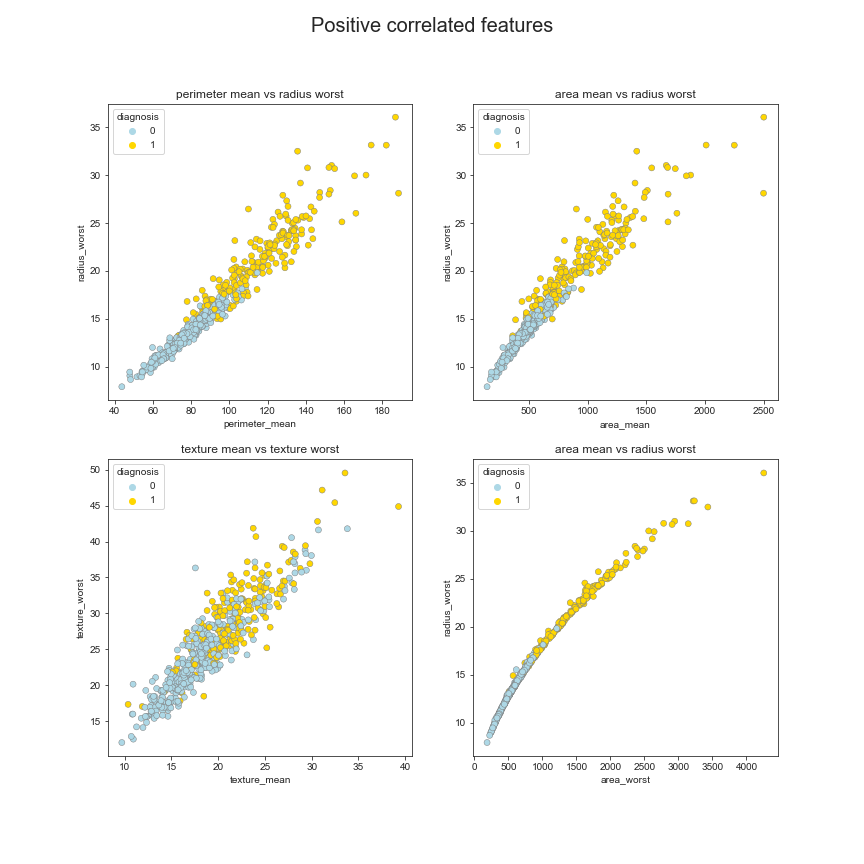 Positive correlated features
perimeter mean vs radius worst
diagnosis
0
1
35
30
25
20
15
10
radius_worst
40 60 80 100 120 140 160 180
perimeter_mean
area mean vs radius worst
diagnosis
0
1
35
30
25
20
15
10
radius_worst
500 1000 1500 2000 2500
area_mean
texture mean vs texture worst
diagnosis
0
1
50
45
40
35
30
25
20
15
texture_worst
10 15 20 25 30 35 40
texture_mean
area mean vs radius worst
diagnosis
0
1
35
30
25
20
15
10
radius_worst
0 500 1000 1500 2000 2500 3000 3500 4000
area_worst